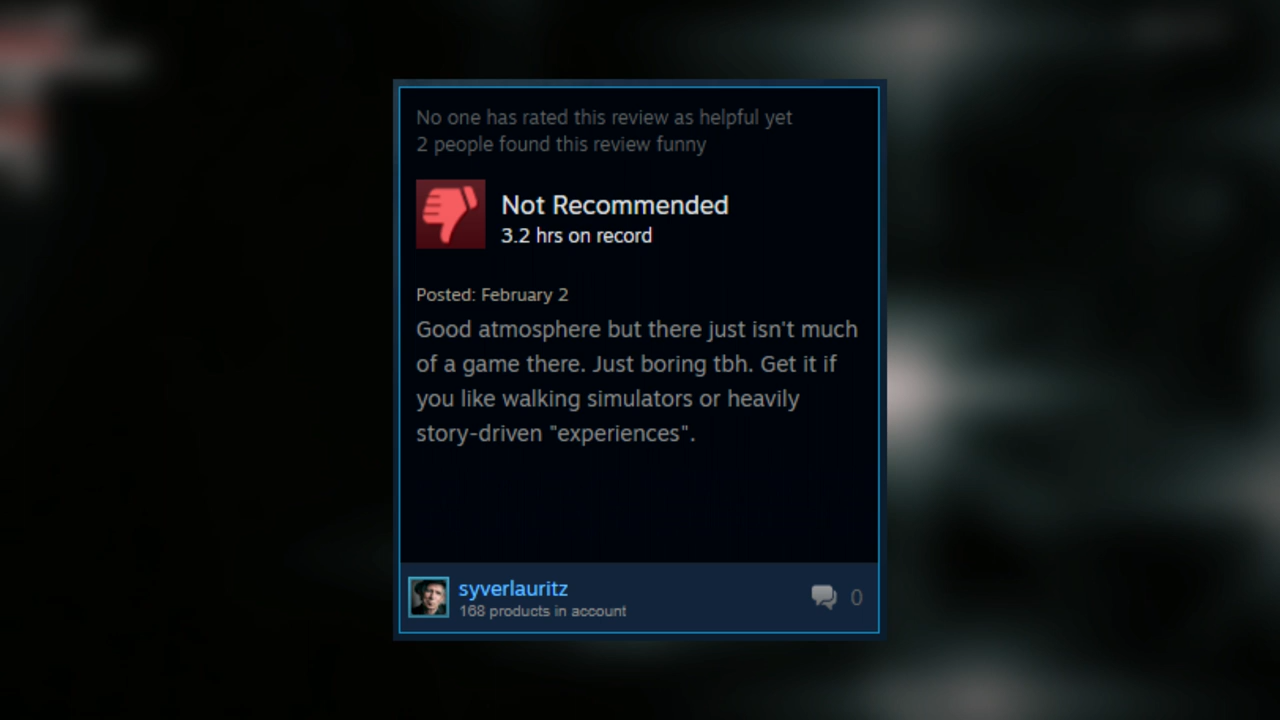 No one has rated this review as helpful yet
2 people found this review funny
Not Recommended
3.2 hrs on record
Posted: February 2
Good atmosphere but there just isn't much
of a game there. Just boring tbh. Get it if
you like walking simulators or heavily
story-driven "experiences".
syverlauritz
168 products in account
0